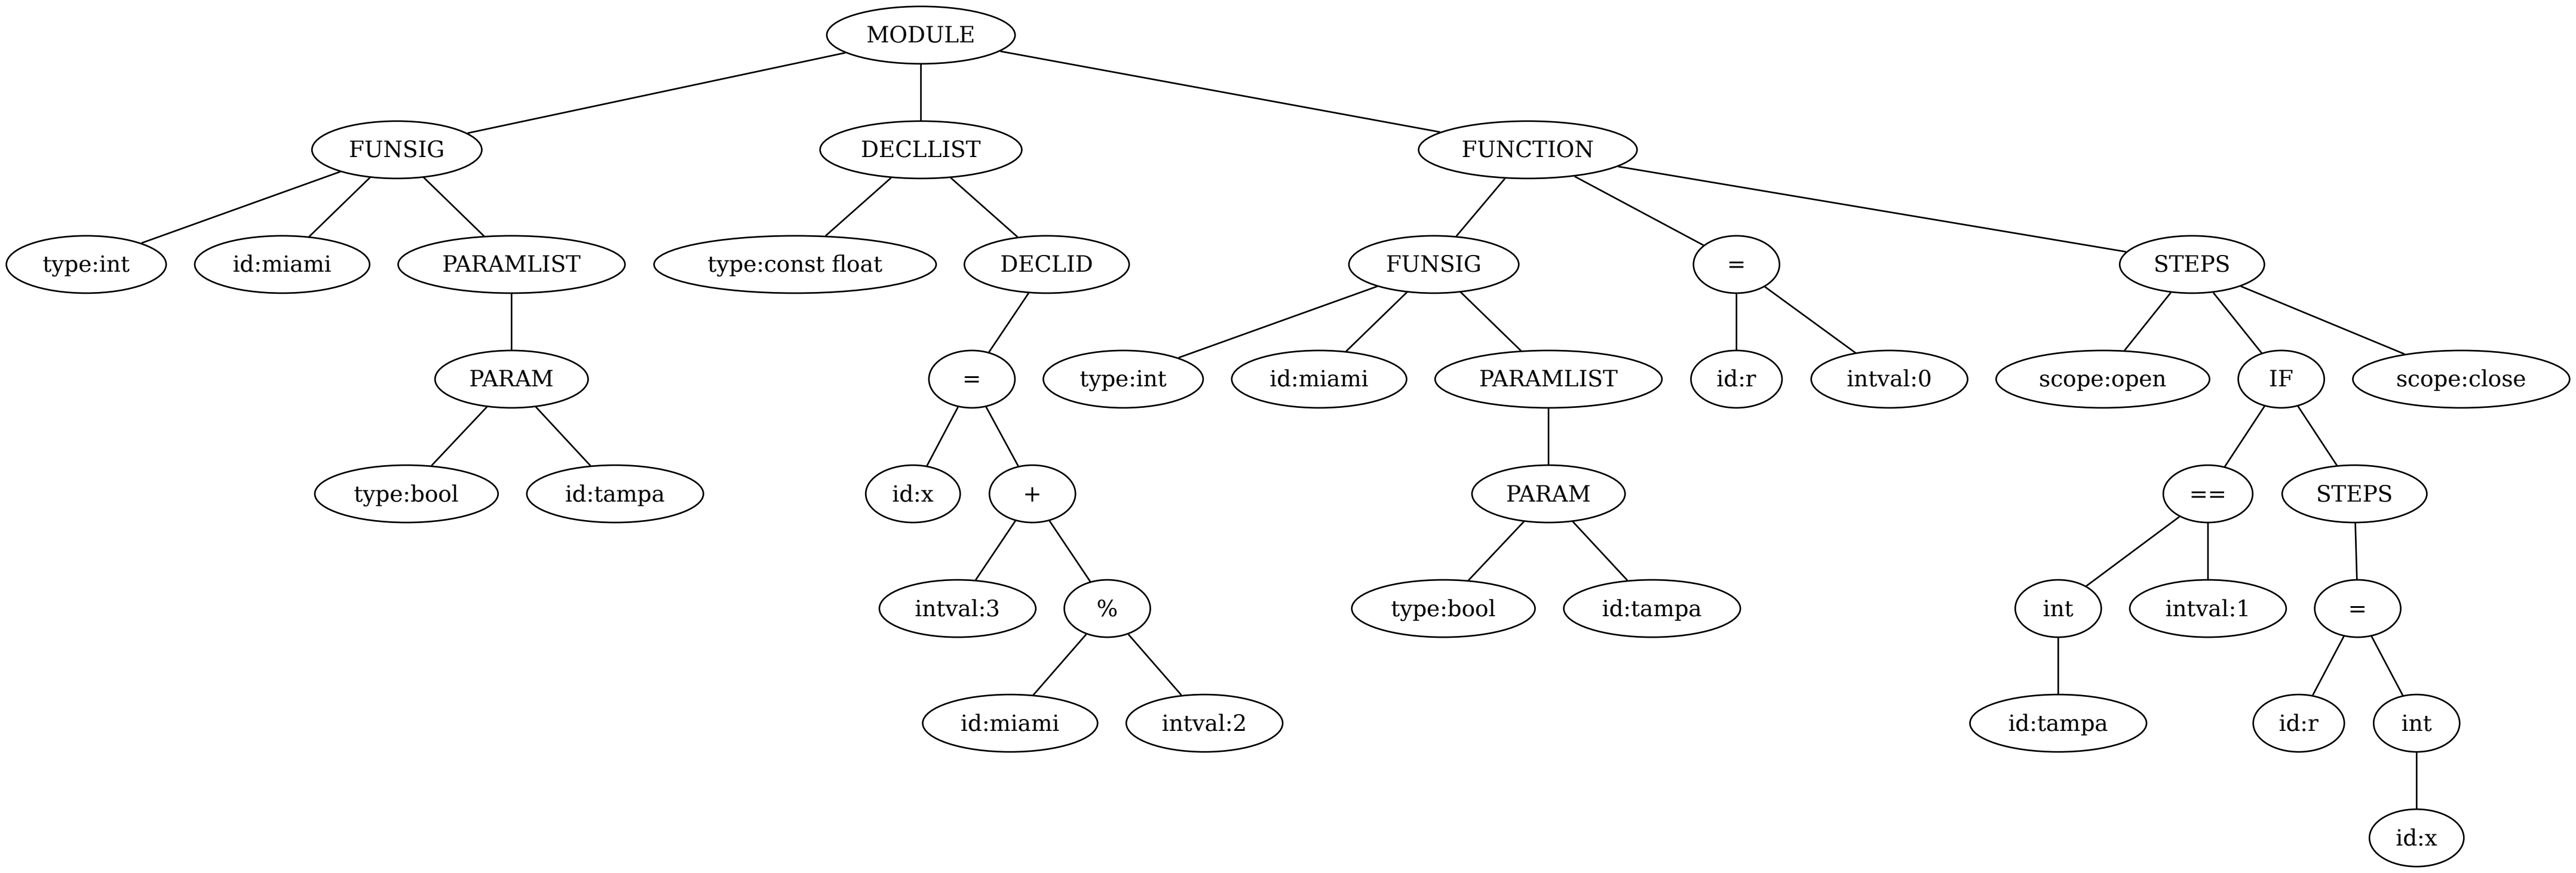 MODULE
FUNSIG DECLLIST FUNCTION
type:int id:miami PARAMLIST type:const float DECLID FUNSIG = STEPS
PARAM = type:int id:miami PARAMLIST id:r intval:0 scope:open IF scope:close
type:bool id:tampa id:x + PARAM == STEPS
intval:3 % type:bool id:tampa int intval:1 =
id:miami intval:2 id:tampa id:r int
id:x